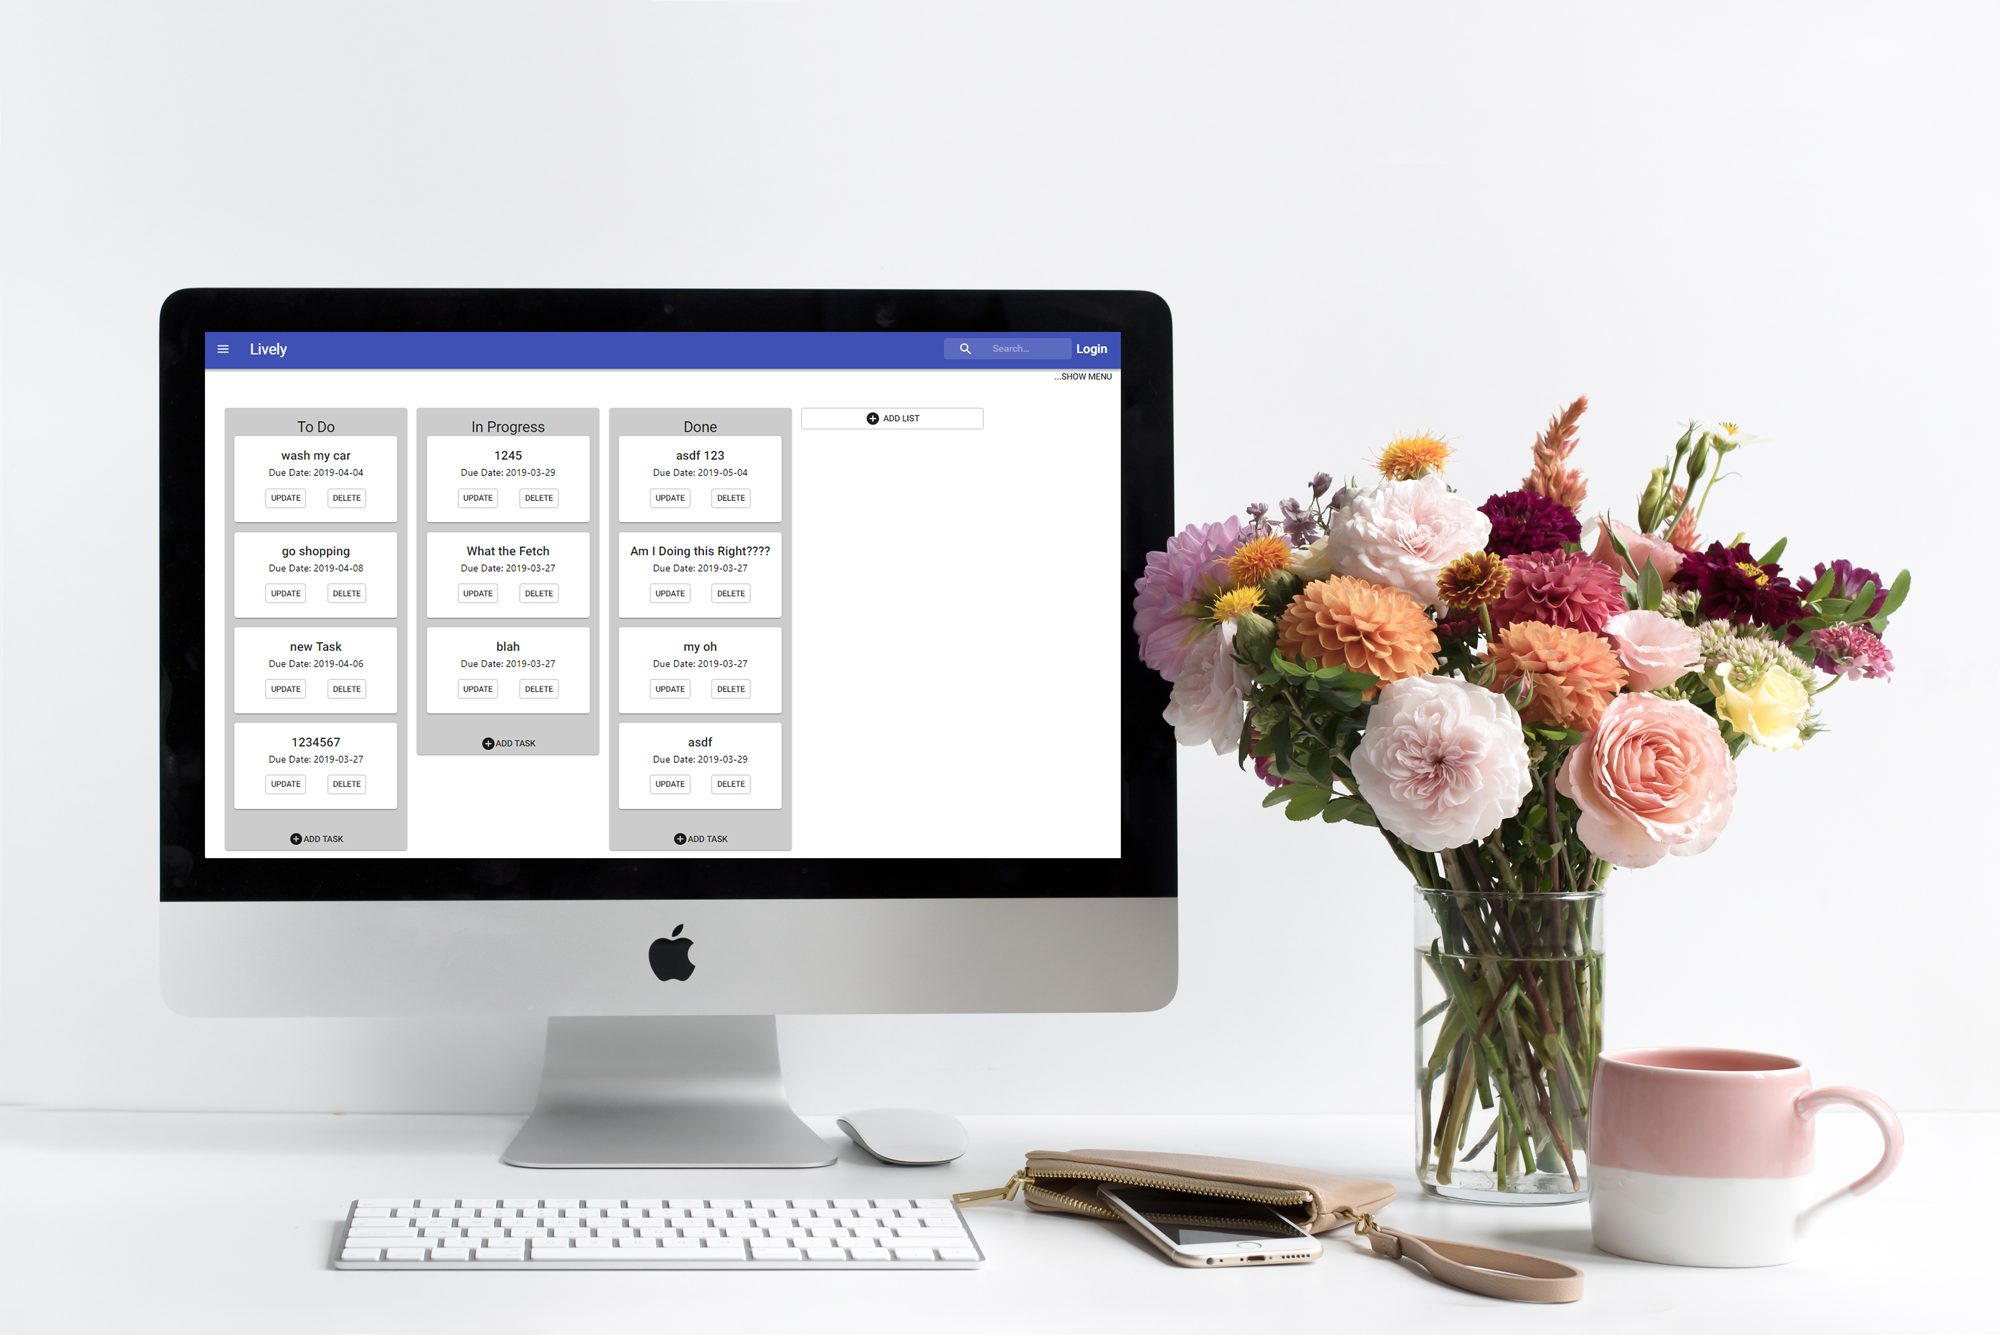 Lively
Search...
Login
...SHOW MENU
To Do
wash my car
Due Date: 2019-04-04
UPDATE DELETE
go shopping
Due Date: 2019-04-08
UPDATE DELETE
new Task
Due Date: 2019-04-06
UPDATE DELETE
1234567
Due Date: 2019-03-27
UPDATE DELETE
ADD TASK
In Progress
1245
Due Date: 2019-03-29
UPDATE DELETE
What the Fetch
Due Date: 2019-03-27
UPDATE DELETE
blah
Due Date: 2019-03-27
UPDATE DELETE
ADD TASK
Done
asdf 123
Due Date: 2019-05-04
UPDATE DELETE
Am I Doing this Right????
Due Date: 2019-03-27
UPDATE DELETE
my oh
Due Date: 2019-03-27
UPDATE DELETE
asdf
Due Date: 2019-03-29
UPDATE DELETE
ADD TASK
ADD LIST